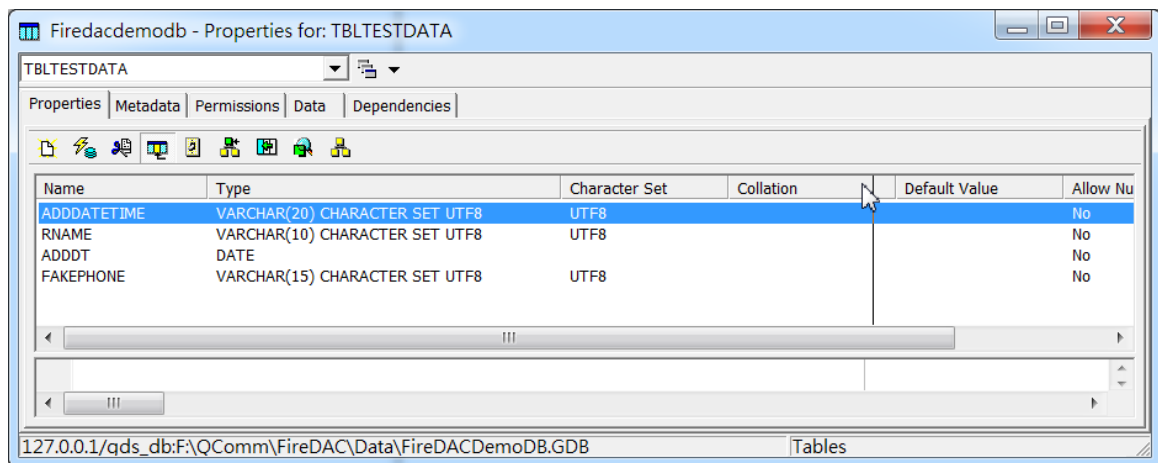 Firedacdemodb - Properties for: TBLTESTDATA
TBLTESTDATA
Properties Metadata Permissions Data Dependencies
Name Type Character Set Collation Default Value Allow Nu
ADDDATETIME VARCHAR(20) CHARACTER SET UTF8 UTF8 No
RNAME VARCHAR(10) CHARACTER SET UTF8 UTF8 No
ADDDT DATE No
FAKEPHONE VARCHAR(15) CHARACTER SET UTF8 UTF8 No
127.0.0.1/gds_db:F:\QComm\FireDAC\Data\FireDACDemoDB.GDB Tables